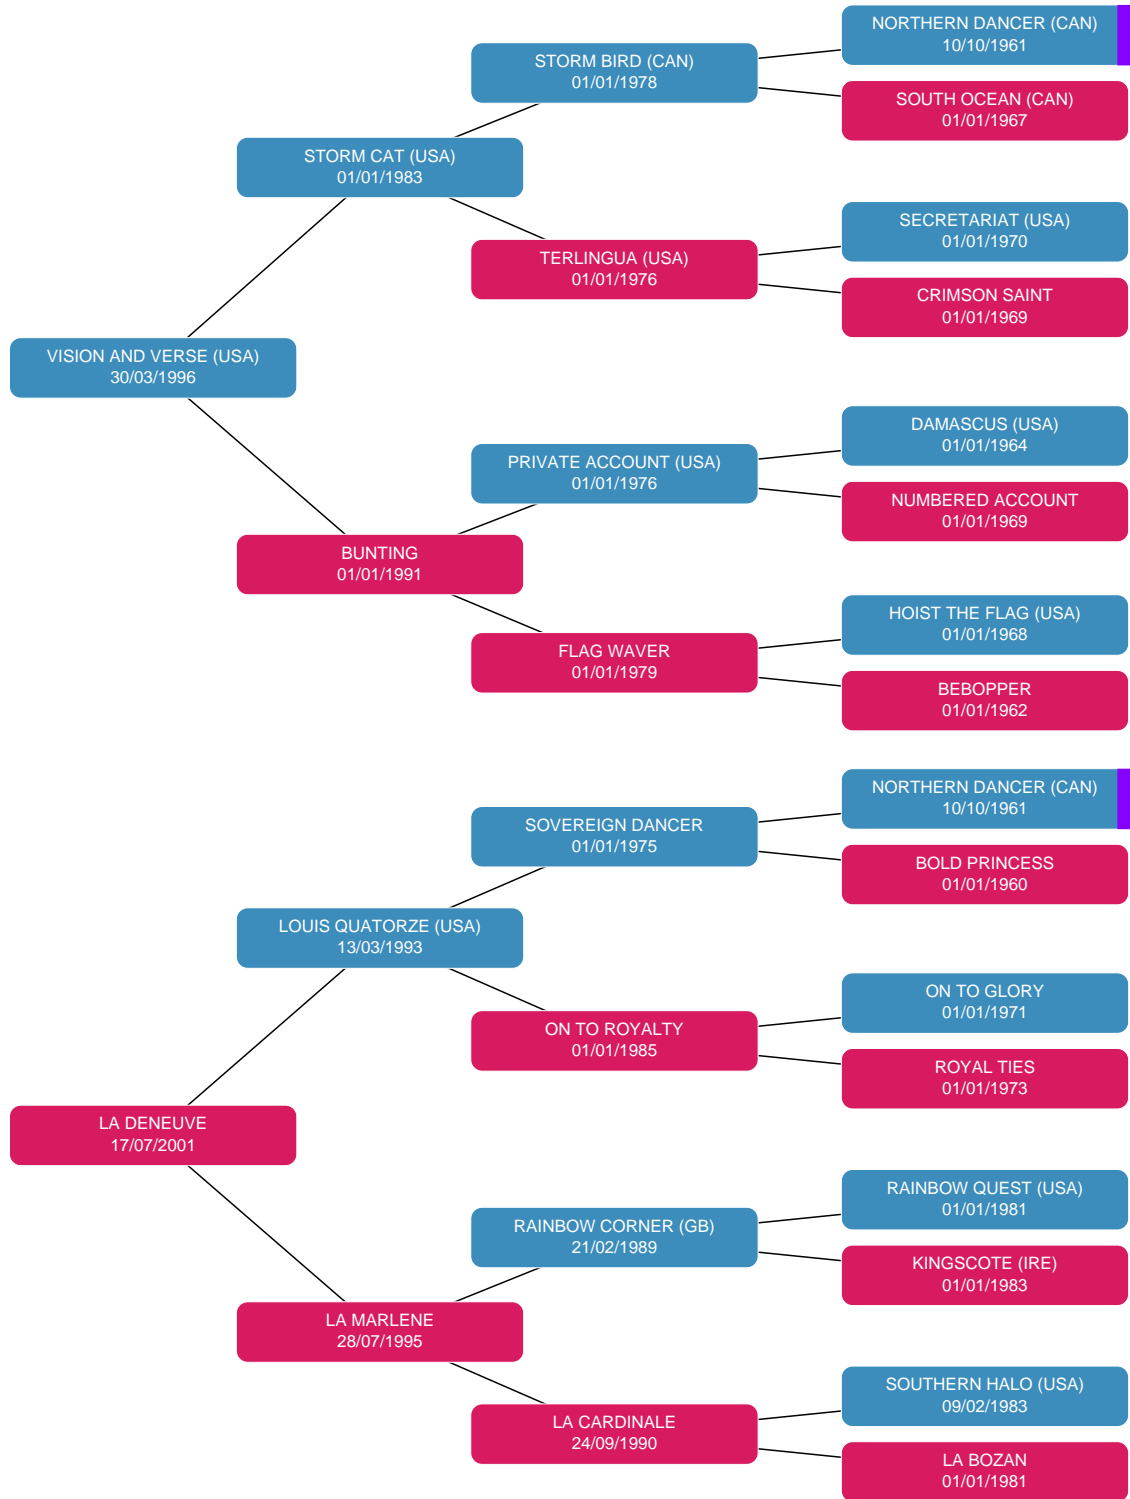 NORTHERN DANCER (CAN)
10/10/1961
STORM BIRD (CAN)
01/01/1978
SOUTH OCEAN (CAN)
01/01/1967
STORM CAT (USA)
01/01/1983
SECRETARIAT (USA)
01/01/1970
TERLINGUA (USA)
01/01/1976
CRIMSON SAINT
01/01/1969
VISION AND VERSE (USA)
30/03/1996
DAMASCUS (USA)
01/01/1964
PRIVATE ACCOUNT (USA)
01/01/1976
NUMBERED ACCOUNT
01/01/1969
BUNTING
01/01/1991
HOIST THE FLAG (USA)
01/01/1968
FLAG WAVER
01/01/1979
BEBOPPER
01/01/1962
NORTHERN DANCER (CAN)
10/10/1961
SOVEREIGN DANCER
01/01/1975
BOLD PRINCESS
01/01/1960
LOUIS QUATORZE (USA)
13/03/1993
ON TO GLORY
01/01/1971
ON TO ROYALTY
01/01/1985
ROYAL TIES
01/01/1973
LA DENEUVE
17/07/2001
RAINBOW QUEST (USA)
01/01/1981
RAINBOW CORNER (GB)
21/02/1989
KINGSCOTE (IRE)
01/01/1983
LA MARLENE
28/07/1995
SOUTHERN HALO (USA)
09/02/1983
LA CARDINALE
24/09/1990
LA BOZAN
01/01/1981